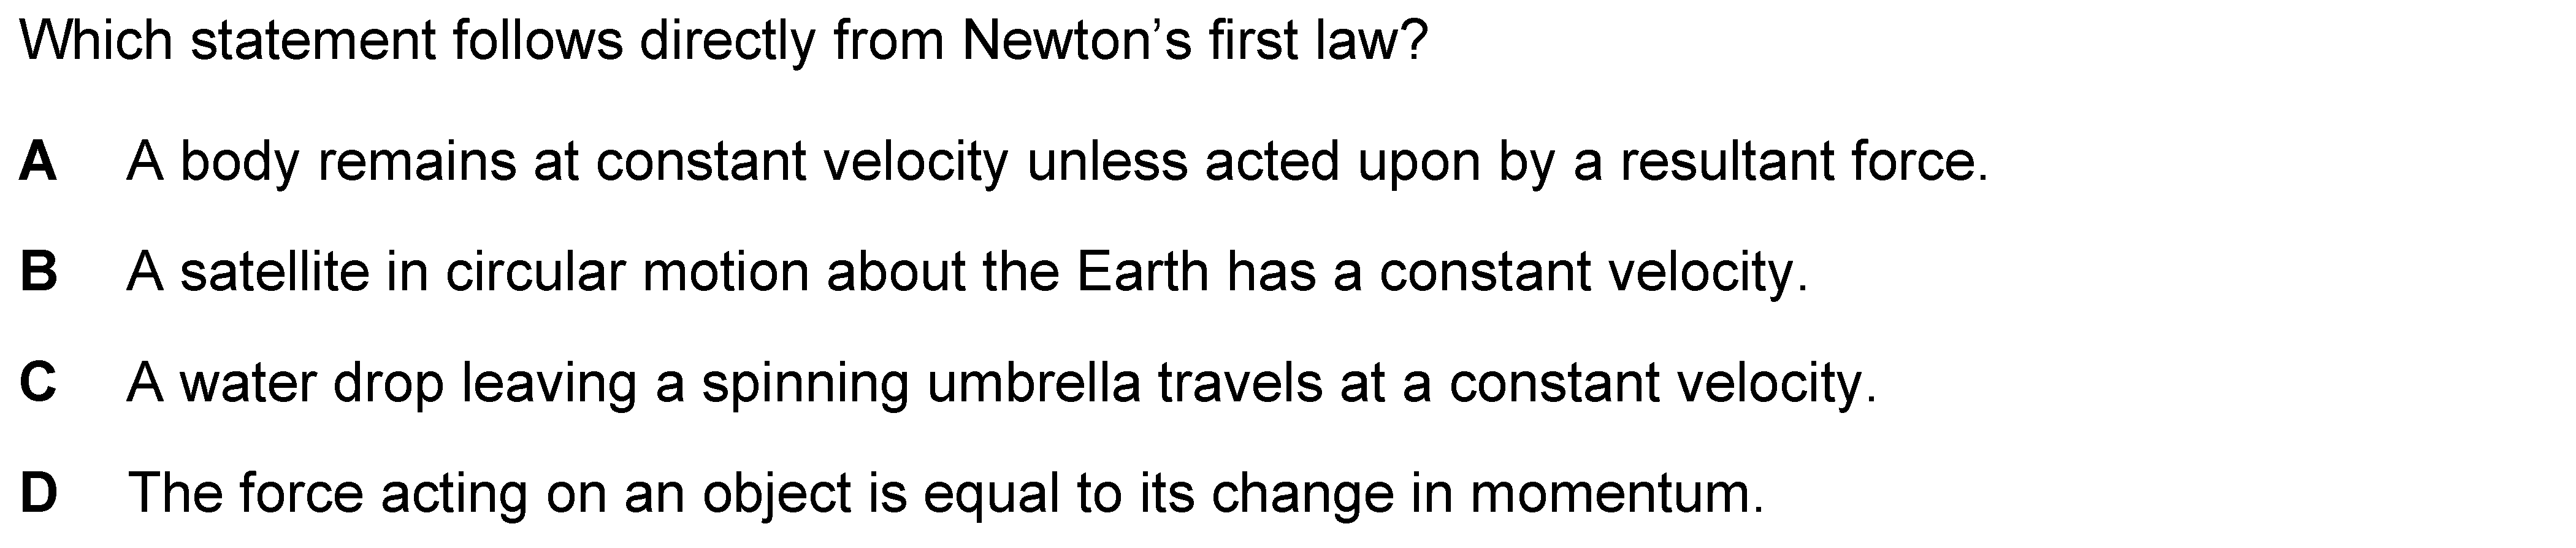 Which statement follows directly from Newton’s first law?
A A body remains at constant velocity unless acted upon by a resultant force.
B A satellite in circular motion about the Earth has a constant velocity.
C A water drop leaving a spinning umbrella travels at a constant velocity.
D The force acting on an object is equal to its change in momentum.